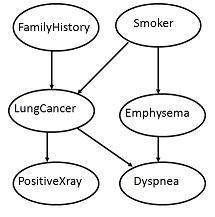 FamilyHistory
Smoker
LungCancer
Emphysema
PositiveXray
Dyspnea